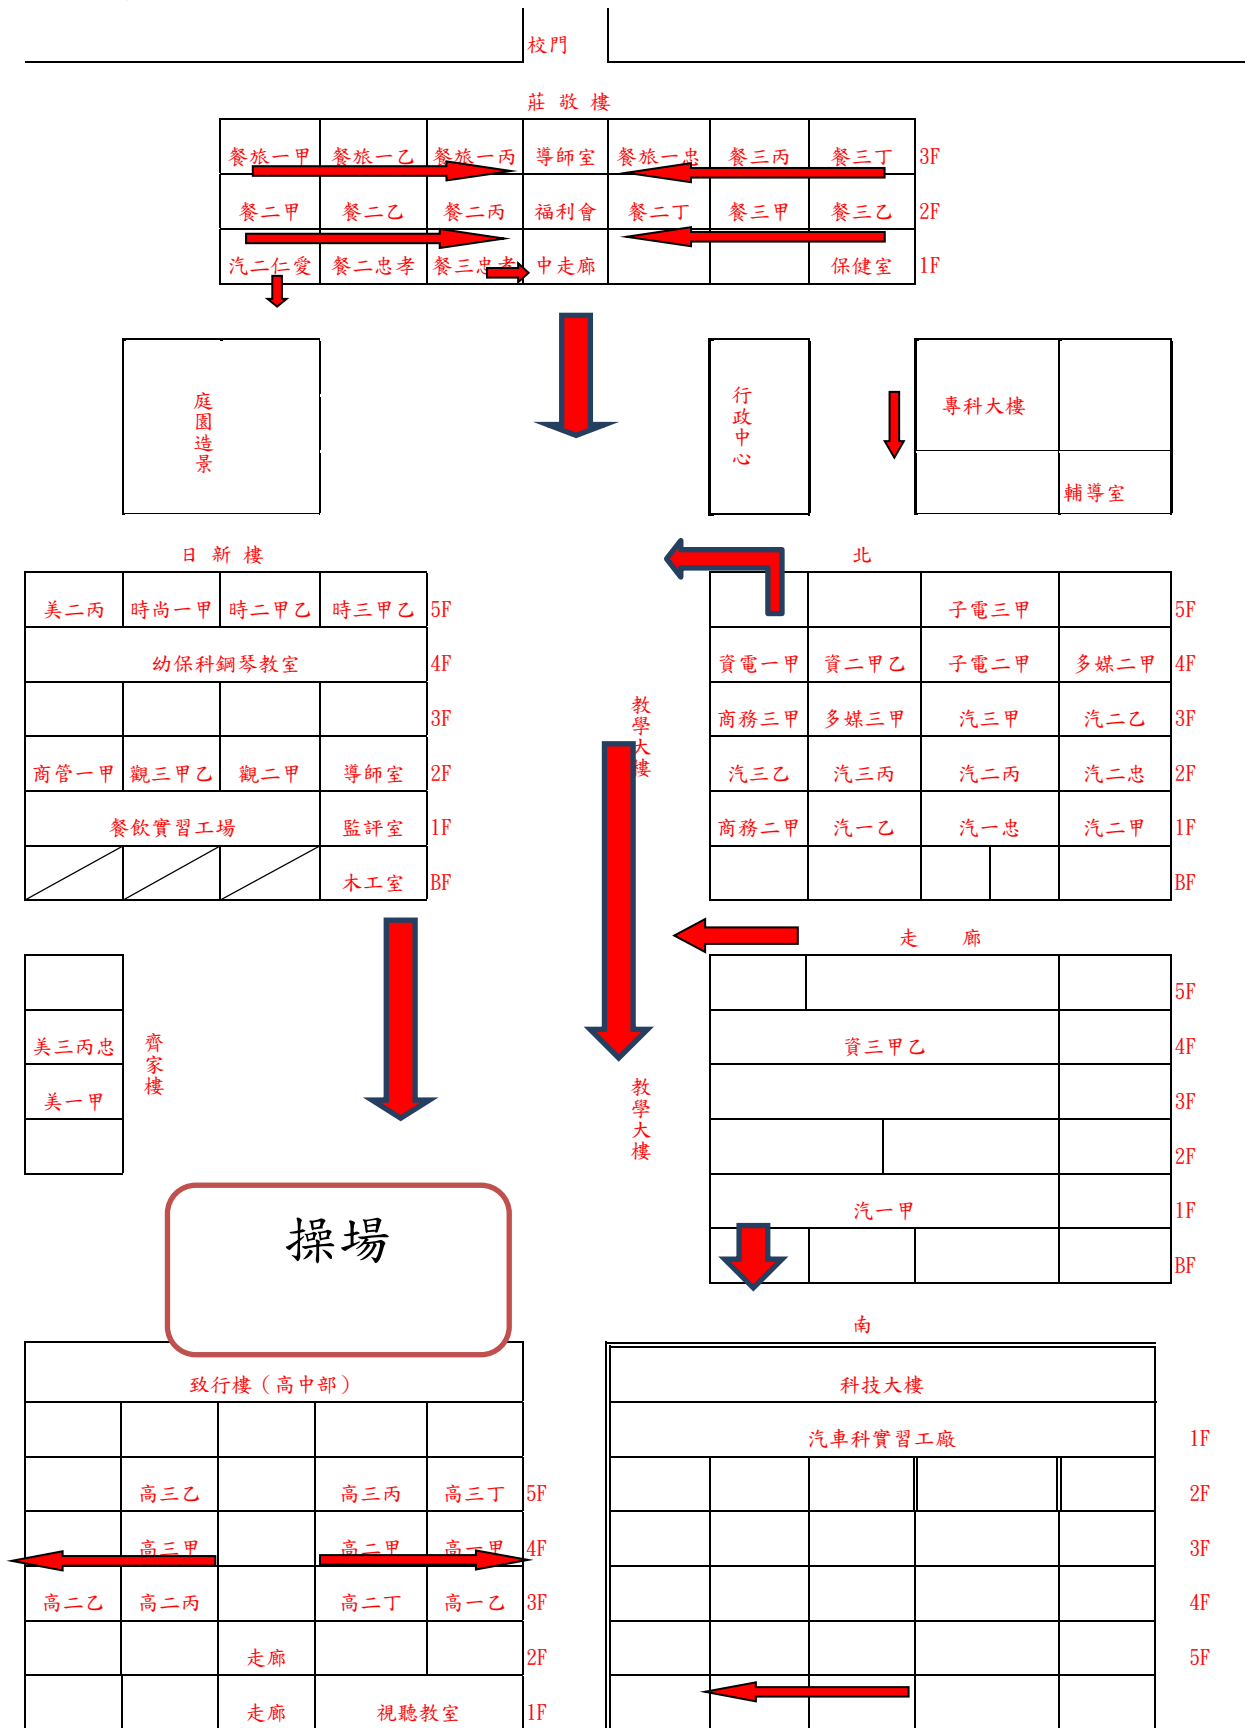 校門
莊敬樓
餐旅一甲 餐旅一乙 餐旅一丙 導師室 餐旅一忠 餐三丙 餐三丁 3F
餐二甲 餐二乙 餐二丙 福利會 餐二丁 餐三甲 餐三乙 2F
汽二仁愛 餐二忠孝 餐三忠孝 中走廊 保健室 1F
庭園造景
行政中心
專科大樓
輔導室
日新樓
美二丙 時尚一甲 時二甲乙 時三甲乙 5F
幼保科鋼琴教室 4F
3F
商管一甲 觀三甲乙 觀二甲 導師室 2F
餐飲實習工場 監評室 1F
木工室 BF
北
教學大樓
子電三甲 5F
資電一甲 資二甲乙 子電二甲 多媒二甲 4F
商務三甲 多媒三甲 汽三甲 汽二乙 3F
汽三乙 汽三丙 汽二丙 汽二忠 2F
商務二甲 汽一乙 汽一忠 汽二甲 1F
BF
走廊
美三丙忠
美一甲
齊家樓
教學大樓
5F
資三甲乙 4F
3F
2F
汽一甲 1F
BF
南
操場
致行樓（高中部）
高三乙 高三丙 高三丁 5F
高三甲 高二甲 高一甲 4F
高二乙 高二丙 高二丁 高一乙 3F
走廊 2F
走廊 視聽教室 1F
科技大樓
汽車科實習工廠 1F
2F
3F
4F
5F